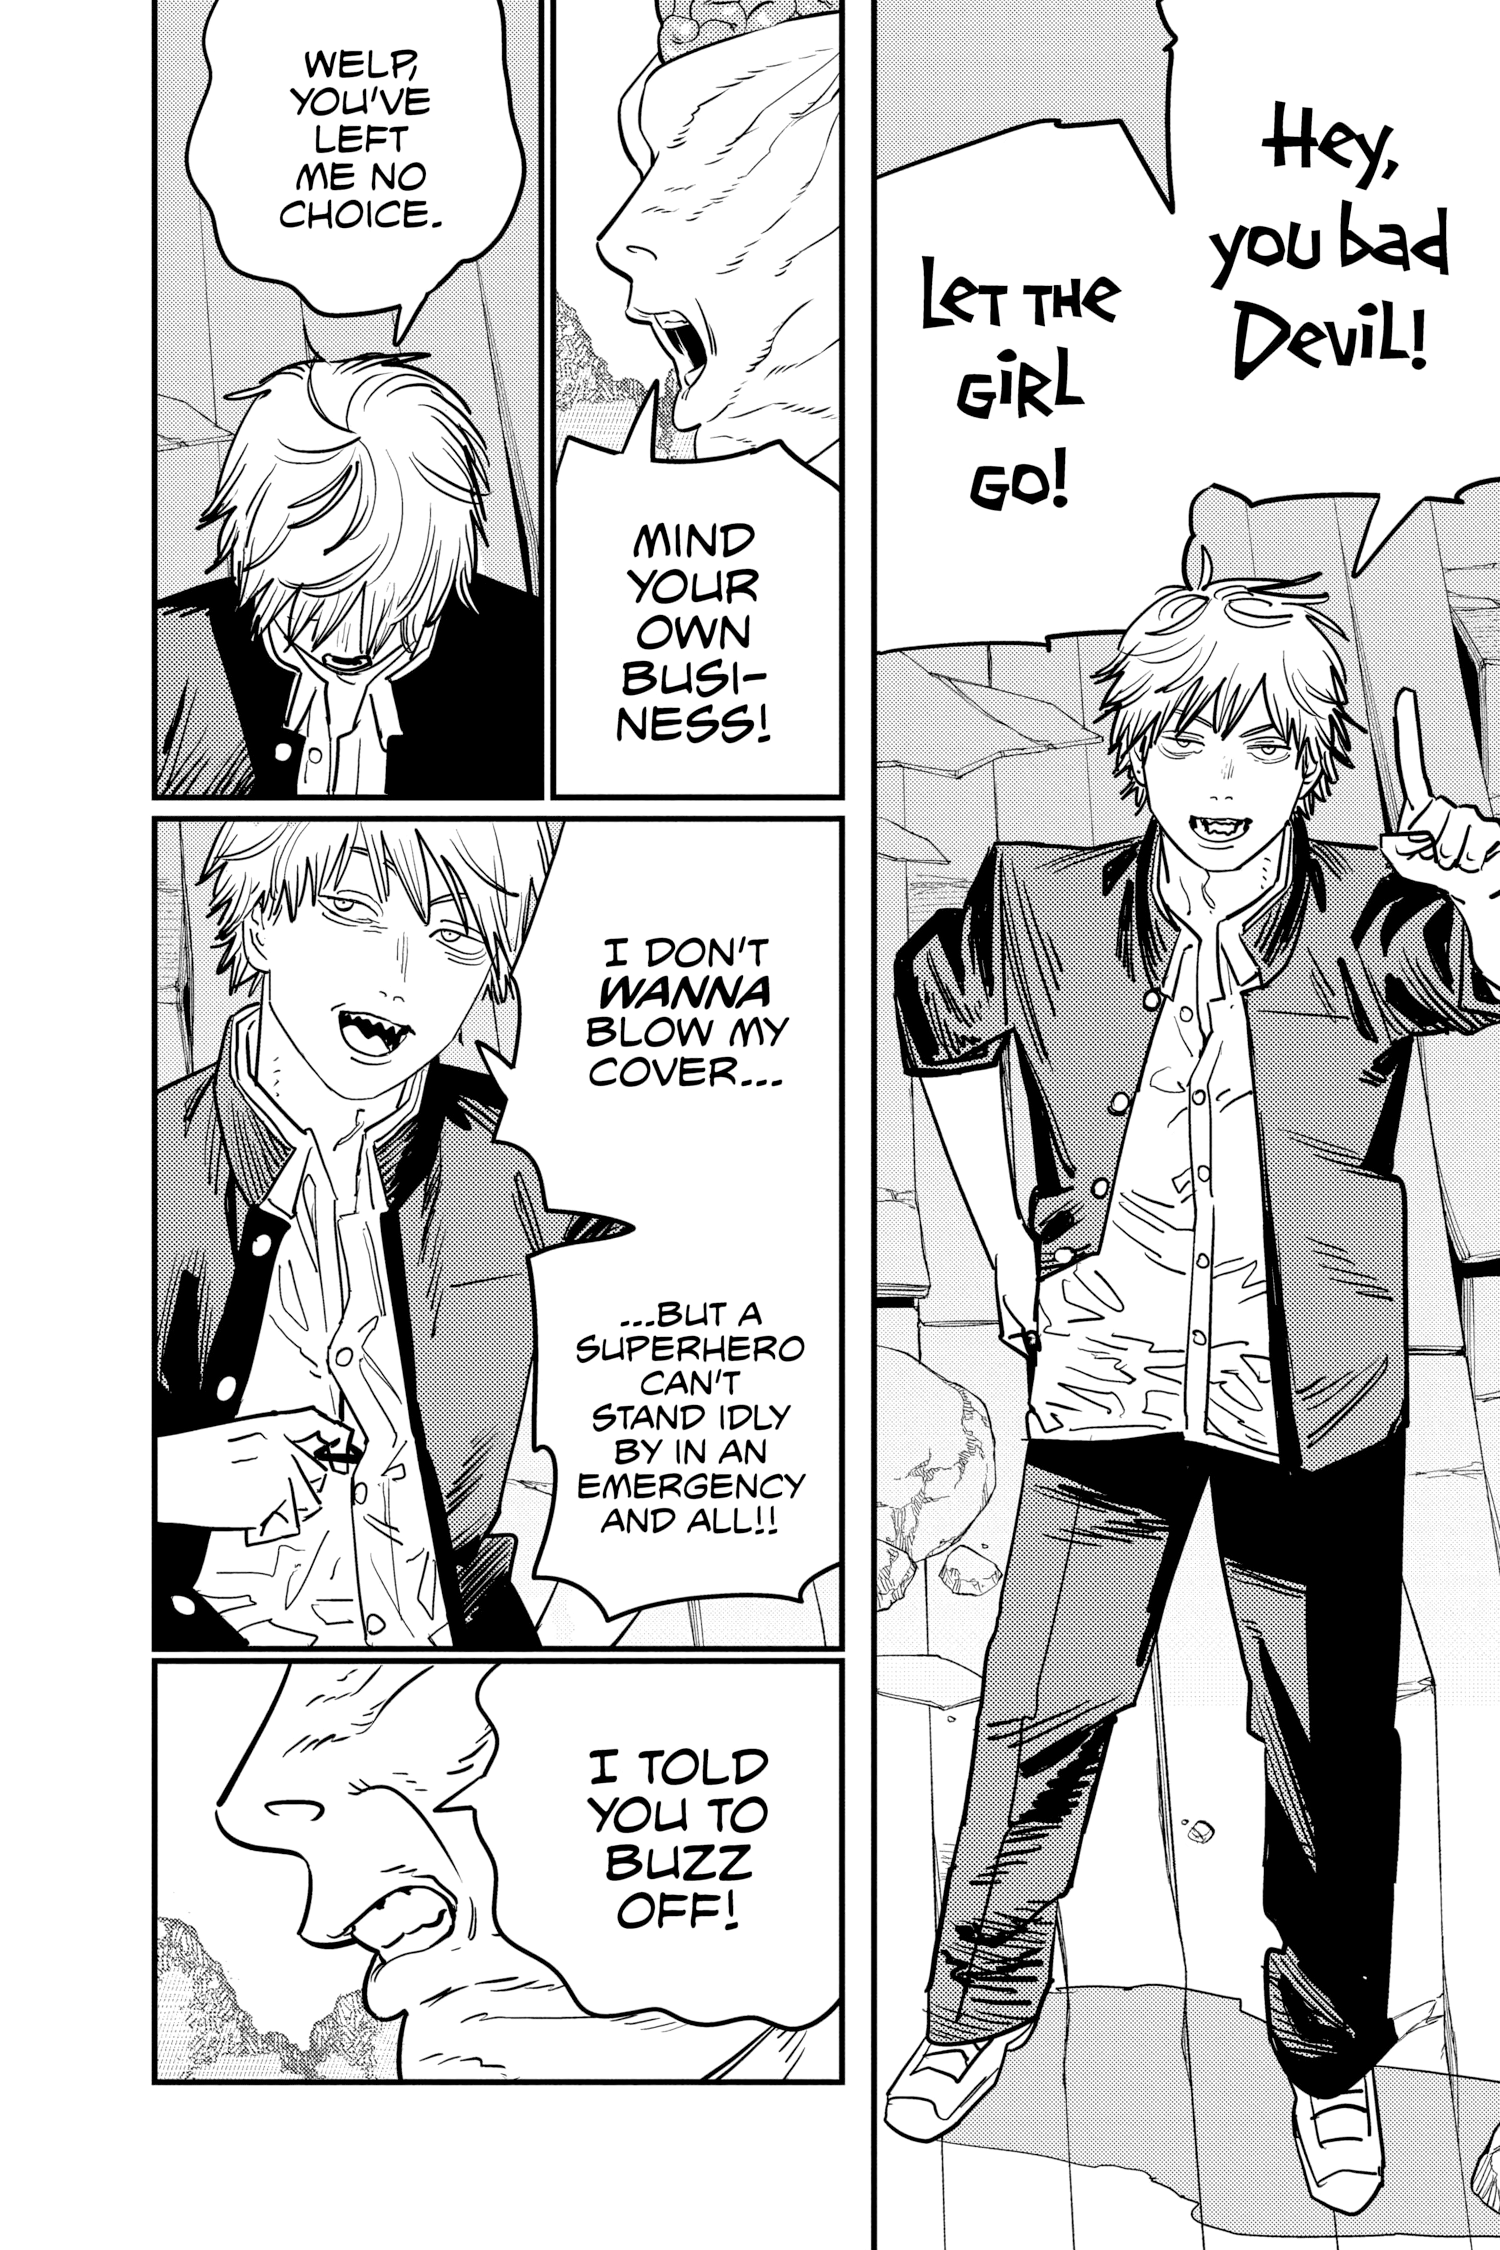 Hey,
you bad
Devil!
Let the
girl
go!
MIND
YOUR
OWN
BUSI-
NESS!
WELP,
YOU'VE
LEFT
ME NO
CHOICE.
I DON'T
WANNA
BLOW MY
COVER...
...BUT A
SUPERHERO
CAN'T
STAND IDLY
BY IN AN
EMERGENCY
AND ALL!!
I TOLD
YOU TO
BUZZ
OFF!